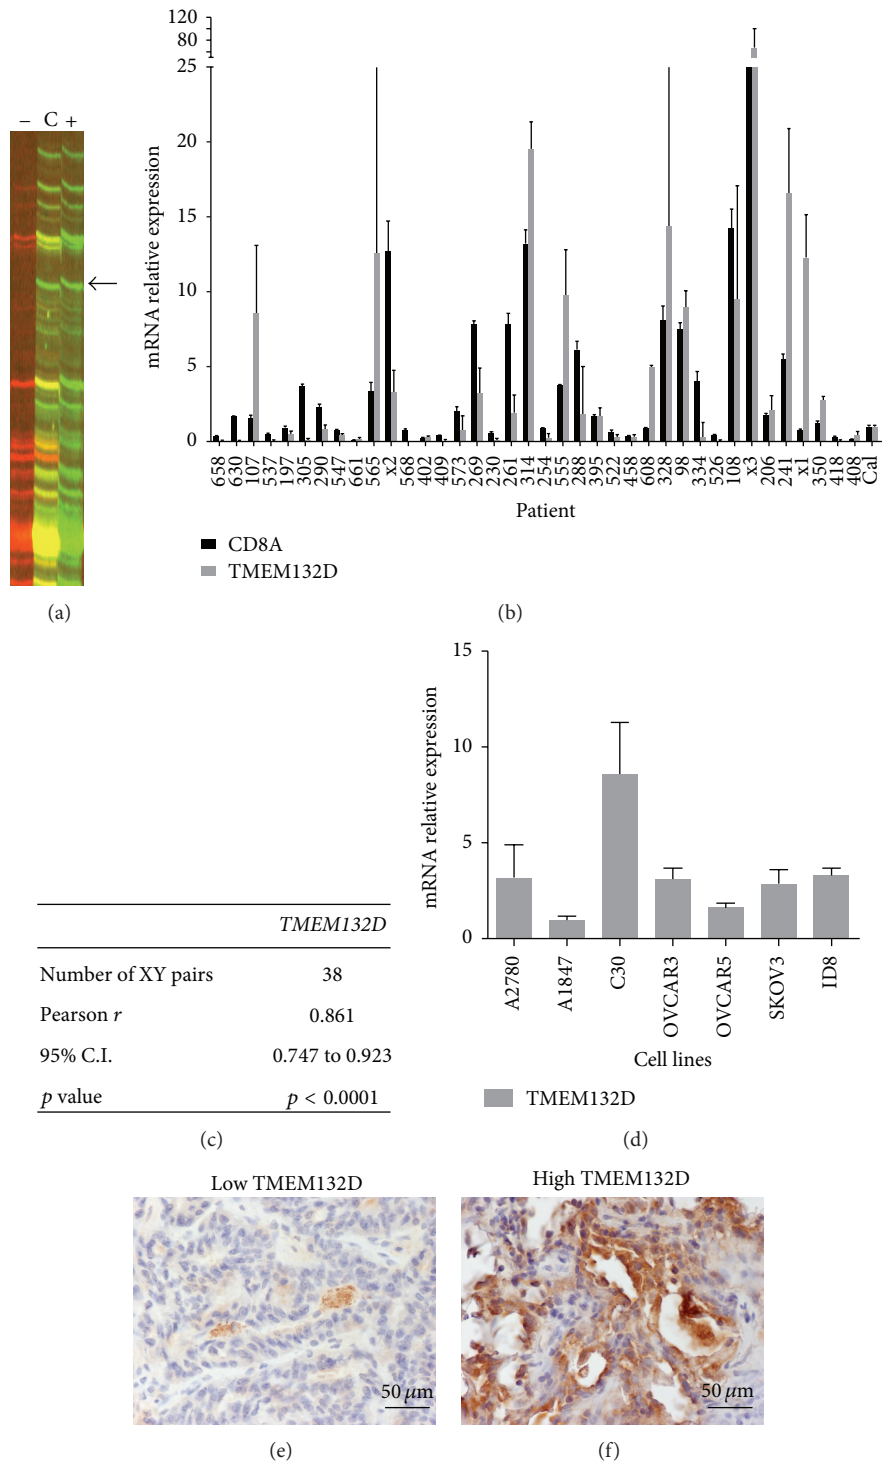 − C +
(a)
mRNA relative expression
120
80
25
20
15
10
5
0
658 630 107 537 197 305 290 547 661 565 x2 568 402 409 573 269 230 261 314 254 555 288 395 522 458 608 328 98 334 526 108 x3 206 241 x1 350 418 408 Cal
Patient
CD8A
TMEM132D
(b)
TMEM132D
Number of XY pairs 38
Pearson r 0.861
95% C.I. 0.747 to 0.923
p value p < 0.0001
(c)
mRNA relative expression
15
10
5
0
A2780 A1847 C30 OVCAR3 OVCAR5 SKOV3 ID8
Cell lines
TMEM132D
(d)
Low TMEM132D
50 μm
(e)
High TMEM132D
50 μm
(f)